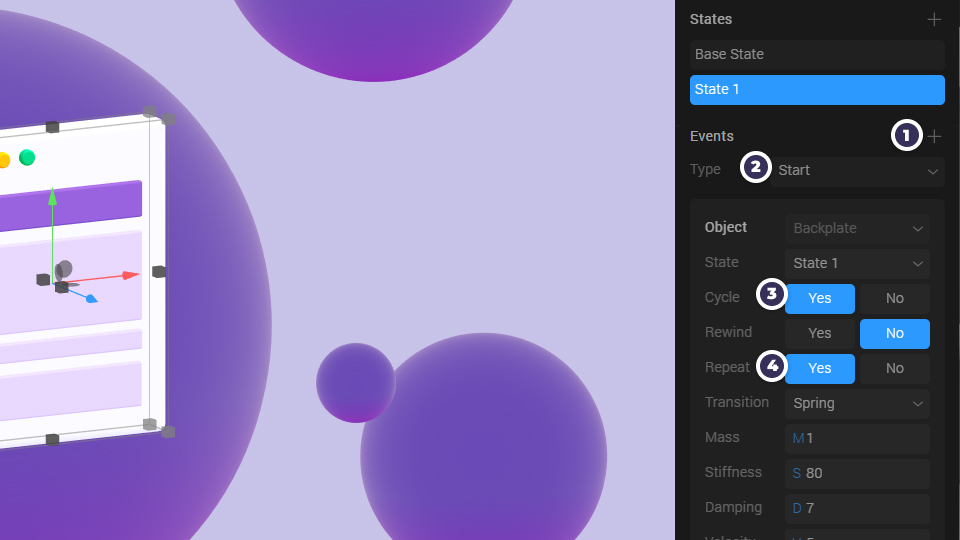 States
Base State
State 1
Events 1
Type 2 Start
Object Backplate
State State 1
Cycle 3 Yes No
Rewind Yes No
Repeat 4 Yes No
Transition Spring
Mass M 1
Stiffness S 80
Damping D 7